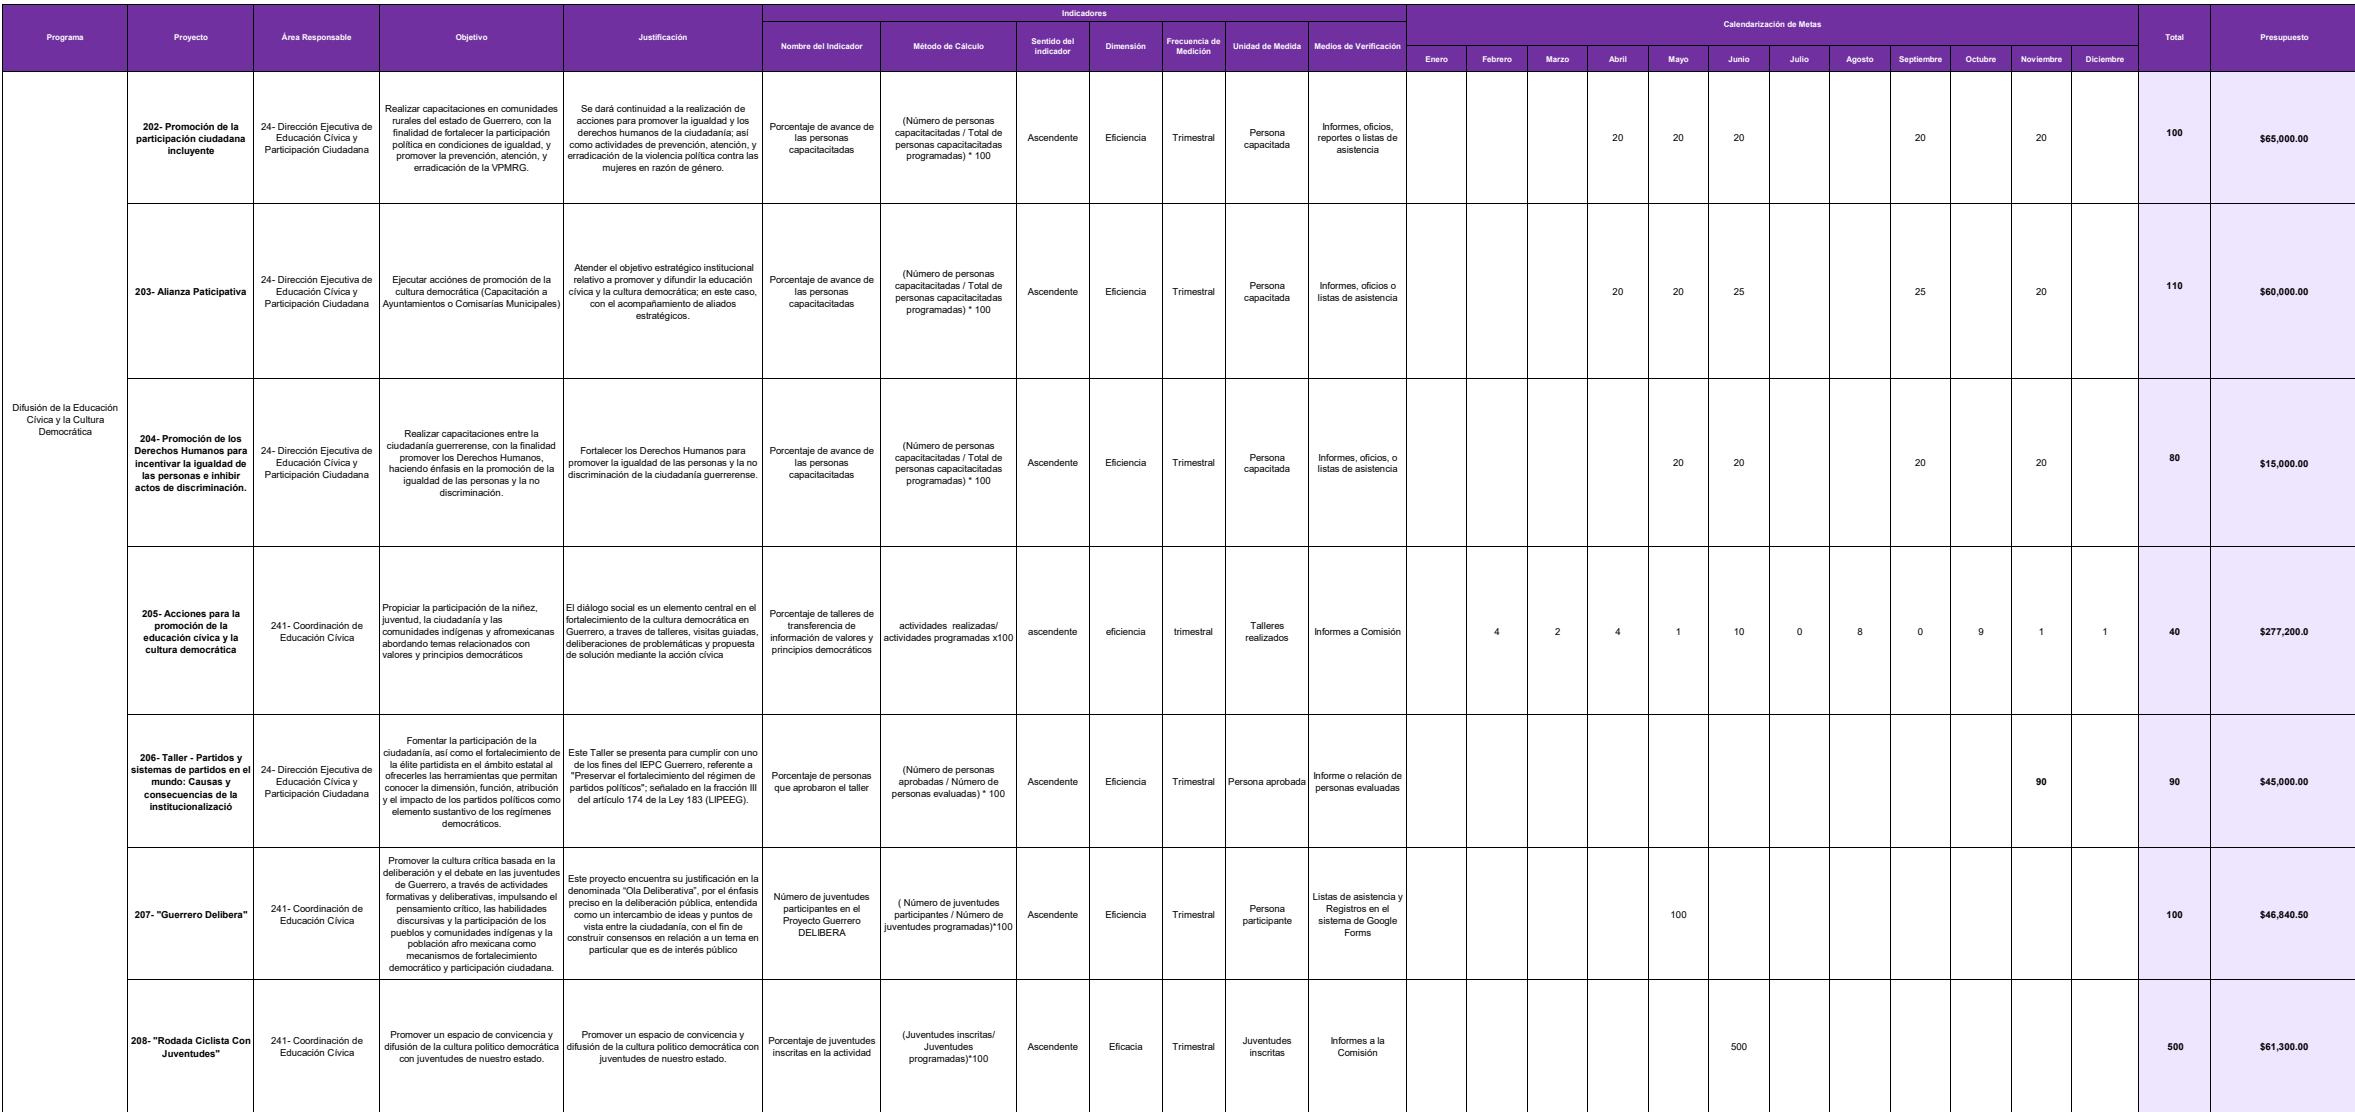 Programa
Proyecto
Área Responsable
Objetivo
Justificación
Indicadores
Nombre del Indicador
Método de Cálculo
Sentido del
indicador
Dimensión
Frecuencia de
Medición
Unidad de Medida
Medios de Verificación
Calendarización de Metas
Enero
Febrero
Marzo
Abril
Mayo
Junio
Julio
Agosto
Septiembre
Octubre
Noviembre
Diciembre
Total
Presupuesto
Difusión de la Educación
Cívica y la Cultura
Democrática
202- Promoción de la
participación ciudadana
incluyente
24- Dirección Ejecutiva de
Educación Cívica y
Participación Ciudadana
Realizar capacitaciones en comunidades
rurales del estado de Guerrero, con la
finalidad de fortalecer la participación
política en condiciones de igualdad, y
promover la prevención, atención, y
erradicación de la VPMRG.
Se dará continuidad a la realización de
acciones para promover la igualdad y los
derechos humanos de la ciudadanía; así
como actividades de prevención, atención, y
erradicación de la violencia política contra las
mujeres en razón de género.
Porcentaje de avance de
las personas
capacitacitadas
(Número de personas
capacitacitadas / Total de
personas capacitacitadas
programadas) * 100
Ascendente
Eficiencia
Trimestral
Persona
capacitada
Informes, oficios,
reportes o listas de
asistencia
20
20
20
20
20
100
$65,000.00
203- Alianza Paticipativa
24- Dirección Ejecutiva de
Educación Cívica y
Participación Ciudadana
Ejecutar acciónes de promoción de la
cultura democrática (Capacitación a
Ayuntamientos o Comisarías Municipales)
Atender el objetivo estratégico institucional
relativo a promover y difundir la educación
cívica y la cultura democrática; en este caso,
con el acompañamiento de aliados
estratégicos.
Porcentaje de avance de
las personas
capacitacitadas
(Número de personas
capacitacitadas / Total de
personas capacitacitadas
programadas) * 100
Ascendente
Eficiencia
Trimestral
Persona
capacitada
Informes, oficios o
listas de asistencia
20
20
25
25
20
110
$60,000.00
204- Promoción de los
Derechos Humanos para
incentivar la igualdad de
las personas e inhibir
actos de discriminación.
24- Dirección Ejecutiva de
Educación Cívica y
Participación Ciudadana
Realizar capacitaciones entre la
ciudadanía guerrerense, con la finalidad
promover los Derechos Humanos,
haciendo énfasis en la promoción de la
igualdad de las personas y la no
discriminación.
Fortalecer los Derechos Humanos para
promover la igualdad de las personas y la no
discriminación de la ciudadanía guerrerense.
Porcentaje de avance de
las personas
capacitacitadas
(Número de personas
capacitacitadas / Total de
personas capacitacitadas
programadas) * 100
Ascendente
Eficiencia
Trimestral
Persona
capacitada
Informes, oficios, o
listas de asistencia
20
20
20
20
80
$15,000.00
205- Acciones para la
promoción de la
educación cívica y la
cultura democrática
241- Coordinación de
Educación Cívica
Propiciar la participación de la niñez,
juventud, la ciudadanía y las
comunidades indígenas y afromexicanas
abordando temas relacionados con
valores y principios democráticos
El diálogo social es un elemento central en el
fortalecimiento de la cultura democrática en
Guerrero, a traves de talleres, visitas guiadas,
deliberaciones de problemáticas y propuesta
de solución mediante la acción cívica
Porcentaje de talleres de
transferencia de
información de valores y
principios democráticos
actividades realizadas/
actividades programadas x100
ascendente
eficiencia
trimestral
Talleres
realizados
Informes a Comisión
4
2
4
1
10
0
8
0
9
1
1
40
$277,200.0
206- Taller - Partidos y
sistemas de partidos en el
mundo: Causas y
consecuencias de la
institucionalizació
24- Dirección Ejecutiva de
Educación Cívica y
Participación Ciudadana
Fomentar la participación de la
ciudadanía, así como el fortalecimiento de
la élite partidista en el ámbito estatal al
ofrecerles las herramientas que permitan
conocer la dimensión, función, atribución
y el impacto de los partidos políticos como
elemento sustantivo de los regímenes
democráticos.
Este Taller se presenta para cumplir con uno
de los fines del IEPC Guerrero, referente a
"Preservar el fortalecimiento del régimen de
partidos políticos"; señalado en la fracción III
del artículo 174 de la Ley 183 (LIPEEG).
Porcentaje de personas
que aprobaron el taller
(Número de personas
aprobadas / Número de
personas evaluadas) * 100
Ascendente
Eficiencia
Trimestral
Persona aprobada
Informe o relación de
personas evaluadas
90
90
$45,000.00
207- "Guerrero Delibera"
241- Coordinación de
Educación Cívica
Promover la cultura crítica basada en la
deliberación y el debate en las juventudes
de Guerrero, a través de actividades
formativas y deliberativas, impulsando el
pensamiento crítico, las habilidades
discursivas y la participación de los
pueblos y comunidades indígenas y la
población afro mexicana como
mecanismos de fortalecimiento
democrático y participación ciudadana.
Este proyecto encuentra su justificación en la
denominada "Ola Deliberativa", por el énfasis
preciso en la deliberación pública, entendida
como un intercambio de ideas y puntos de
vista entre la ciudadanía, con el fin de
construir consensos en relación a un tema en
particular que es de interés público
Número de juventudes
participantes en el
Proyecto Guerrero
DELIBERA
( Número de juventudes
participantes / Número de
juventudes programadas)*100
Ascendente
Eficiencia
Trimestral
Persona
participante
Listas de asistencia y
Registros en el
sistema de Google
Forms
100
100
$46,840.50
208- "Rodada Ciclista Con
Juventudes"
241- Coordinación de
Educación Cívica
Promover un espacio de convicencia y
difusión de la cultura politico democrática
con juventudes de nuestro estado.
Promover un espacio de convicencia y
difusión de la cultura politico democrática con
juventudes de nuestro estado.
Porcentaje de juventudes
inscritas en la actividad
(Juventudes inscritas/
Juventudes
programadas)*100
Ascendente
Eficacia
Trimestral
Juventudes
inscritas
Informes a la
Comisión
500
500
$61,300.00